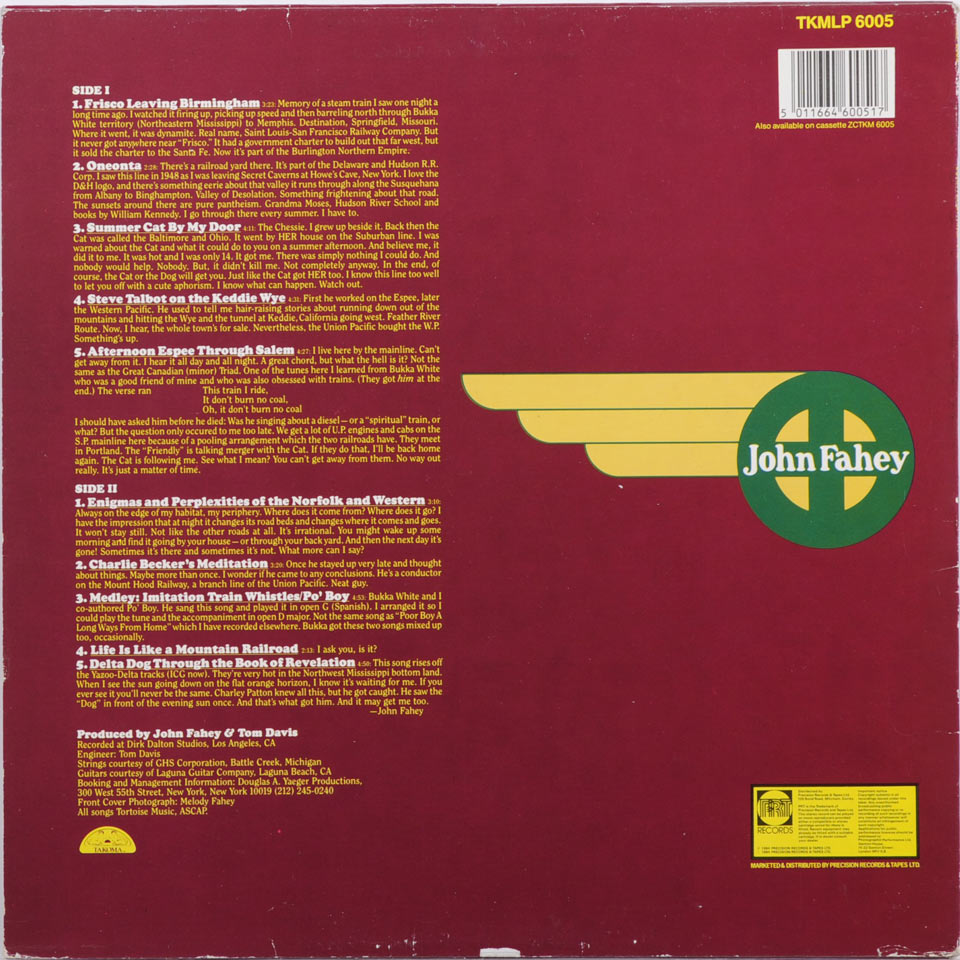 TKMLP 6005
5 011664 600517
Also available on cassette ZCTKM 6005
SIDE I
1. Frisco Leaving Birmingham 3:23: Memory of a steam train I saw one night a
long time ago. I watched it firing up, picking up speed and then barreling north through Bukka
White territory (Northeastern Mississippi) to Memphis. Destination, Springfield, Missouri.
Where it went, it was dynamite. Real name, Saint Louis-San Francisco Railway Company. But
it never got anywhere near "Frisco." It had a government charter to build out that far west, but
it sold the charter to the Santa Fe. Now it's part of the Burlington Northern Empire.
2. Oneonta 2:28: There's a railroad yard there. It's part of the Delaware and Hudson R.R.
Corp. I saw this line in 1948 as I was leaving Secret Caverns at Howe's Cave, New York. I love the
D&H logo, and there's something eerie about that valley it runs through along the Susquehana
from Albany to Binghampton. Valley of Desolation. Something frightening about that road.
The sunsets around there are pure pantheism. Grandma Moses, Hudson River School and
books by William Kennedy. I go through there every summer. I have to.
3. Summer Cat By My Door 4:11: The Chessie. I grew up beside it. Back then the
Cat was called the Baltimore and Ohio. It went by HER house on the Suburban line. I was
warned about the Cat and what it could do to you on a summer afternoon. And believe me, it
did it to me. It was hot and I was only 14. It got me. There was simply nothing I could do. And
nobody would help. Nobody. But, it didn't kill me. Not completely anyway. In the end, of
course, the Cat or the Dog will get you. Just like the Cat got HER too. I know this line too well
to let you off with a cute aphorism. I know what can happen. Watch out.
4. Steve Talbot on the Keddie Wye 4:31: First he worked on the Espee, later
the Western Pacific. He used to tell me hair-raising stories about running down out of the
mountains and hitting the Wye and the tunnel at Keddie, California going west. Feather River
Route. Now, I hear, the whole town's for sale. Nevertheless, the Union Pacific bought the W.P.
Something's up.
5. Afternoon Espee Through Salem 4:27: I live here by the mainline. Can't
get away from it. I hear it all day and all night. A great chord, but what the hell is it? Not the
same as the Great Canadian (minor) Triad. One of the tunes here I learned from Bukka White
who was a good friend of mine and who was also obsessed with trains. (They got him at the
end.) The verse ran This train I ride,
It don't burn no coal,
Oh, it don't burn no coal
I should have asked him before he died: Was he singing about a diesel — or a "spiritual" train, or
what? But the question only occured to me too late. We get a lot of U.P. engines and cabs on the
S.P. mainline here because of a pooling arrangement which the two railroads have. They meet
in Portland. The "Friendly" is talking merger with the Cat. If they do that, I'll be back home
again. The Cat is following me. See what I mean? You can't get away from them. No way out
really. It's just a matter of time.
SIDE II
1. Enigmas and Perplexities of the Norfolk and Western 3:10:
Always on the edge of my habitat, my periphery. Where does it come from? Where does it go? I
have the impression that at night it changes its road beds and changes where it comes and goes.
It won't stay still. Not like the other roads at all. It's irrational. You might wake up some
morning and find it going by your house — or through your back yard. And then the next day it's
gone! Sometimes it's there and sometimes it's not. What more can I say?
2. Charlie Becker's Meditation 3:20: Once he stayed up very late and thought
about things. Maybe more than once. I wonder if he came to any conclusions. He's a conductor
on the Mount Hood Railway, a branch line of the Union Pacific. Neat guy.
3. Medley: Imitation Train Whistles/Po' Boy 4:53: Bukka White and I
co-authored Po' Boy. He sang this song and played it in open G (Spanish). I arranged it so I
could play the tune and the accompaniment in open D major. Not the same song as "Poor Boy A
Long Ways From Home" which I have recorded elsewhere. Bukka got these two songs mixed up
too, occasionally.
4. Life Is Like a Mountain Railroad 2:13: I ask you, is it?
5. Delta Dog Through the Book of Revelation 4:50: This song rises off
the Yazoo-Delta tracks (ICG now). They're very hot in the Northwest Mississippi bottom land.
When I see the sun going down on the flat orange horizon, I know it's waiting for me. If you
ever see it you'll never be the same. Charley Patton knew all this, but he got caught. He saw the
"Dog" in front of the evening sun once. And that's what got him. And it may get me too.
—John Fahey
Produced by John Fahey & Tom Davis
Recorded at Dirk Dalton Studios, Los Angeles, CA
Engineer: Tom Davis
Strings courtesy of GHS Corporation, Battle Creek, Michigan
Guitars courtesy of Laguna Guitar Company, Laguna Beach, CA
Booking and Management Information: Douglas A. Yeager Productions,
300 West 55th Street, New York, New York 10019 (212) 245-0240
Front Cover Photograph: Melody Fahey
All songs Tortoise Music, ASCAP.
TAKOMA
John Fahey
PRT
RECORDS
MARKETED & DISTRIBUTED BY PRECISION RECORDS & TAPES LTD.